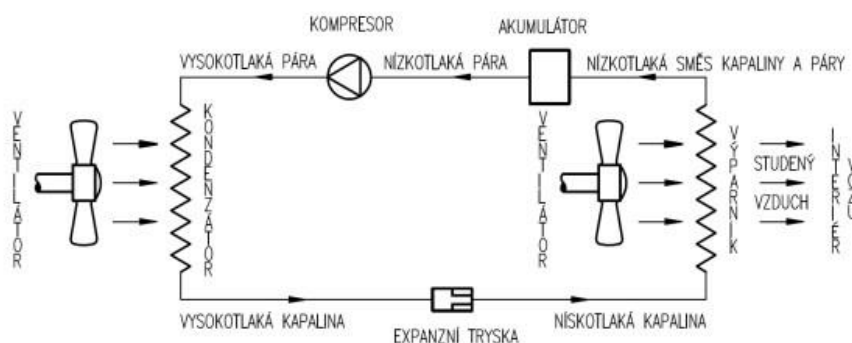 KOMPRESOR
AKUMULÁTOR
VYSOKOTLAKÁ PÁRA
NÍZKOTLAKÁ PÁRA
NÍZKOTLAKÁ SMĚS KAPALINY A PÁRY
VENTILÁTOR
KONDENZÁTOR
VENTILÁTOR
VÝPARNÍK
STUDENÝ
VZDUCH
INTERIÉR
VOZU
VYSOKOTLAKÁ KAPALINA
EXPANZNÍ TRYSKA
NÍSKOTLAKÁ KAPALINA